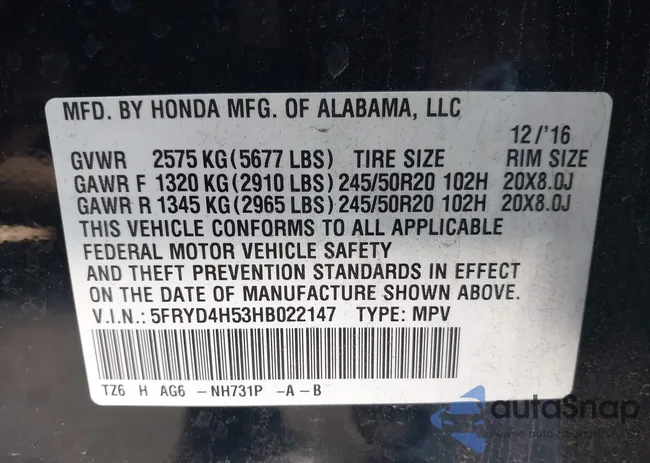 MFD. BY HONDA MFG. OF ALABAMA, LLC
12/'16
GVWR 2575 KG (5677 LBS) TIRE SIZE RIM SIZE
GAWR F 1320 KG (2910 LBS) 245/50R20 102H 20X8.0J
GAWR R 1345 KG (2965 LBS) 245/50R20 102H 20X8.0J
THIS VEHICLE CONFORMS TO ALL APPLICABLE
FEDERAL MOTOR VEHICLE SAFETY
AND THEFT PREVENTION STANDARDS IN EFFECT
ON THE DATE OF MANUFACTURE SHOWN ABOVE.
V.I.N.: 5FRYD4H53HB022147 TYPE: MPV
TZ6 H AG6 -NH731P -A-B
autoSnap